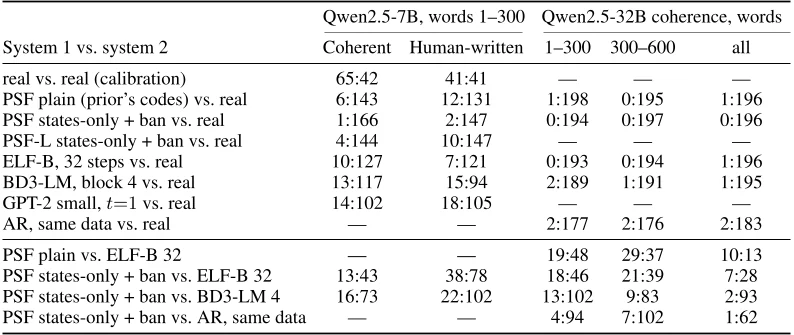 Qwen2.5-7B, words 1–300 Qwen2.5-32B coherence, words
System 1 vs. system 2 Coherent Human-written 1–300 300–600 all
real vs. real (calibration) 65:42 41:41 — — —
PSF plain (prior's codes) vs. real 6:143 12:131 1:198 0:195 1:196
PSF states-only + ban vs. real 1:166 2:147 0:194 0:197 0:196
PSF-L states-only + ban vs. real 4:144 10:147 — — —
ELF-B, 32 steps vs. real 10:127 7:121 0:193 0:194 1:196
BD3-LM, block 4 vs. real 13:117 15:94 2:189 1:191 1:195
GPT-2 small, t=1 vs. real 14:102 18:105 — — —
AR, same data vs. real — — 2:177 2:176 2:183
PSF plain vs. ELF-B 32 — — 19:48 29:37 10:13
PSF states-only + ban vs. ELF-B 32 13:43 38:78 18:46 21:39 7:28
PSF states-only + ban vs. BD3-LM 4 16:73 22:102 13:102 9:83 2:93
PSF states-only + ban vs. AR, same data — — 4:94 7:102 1:62